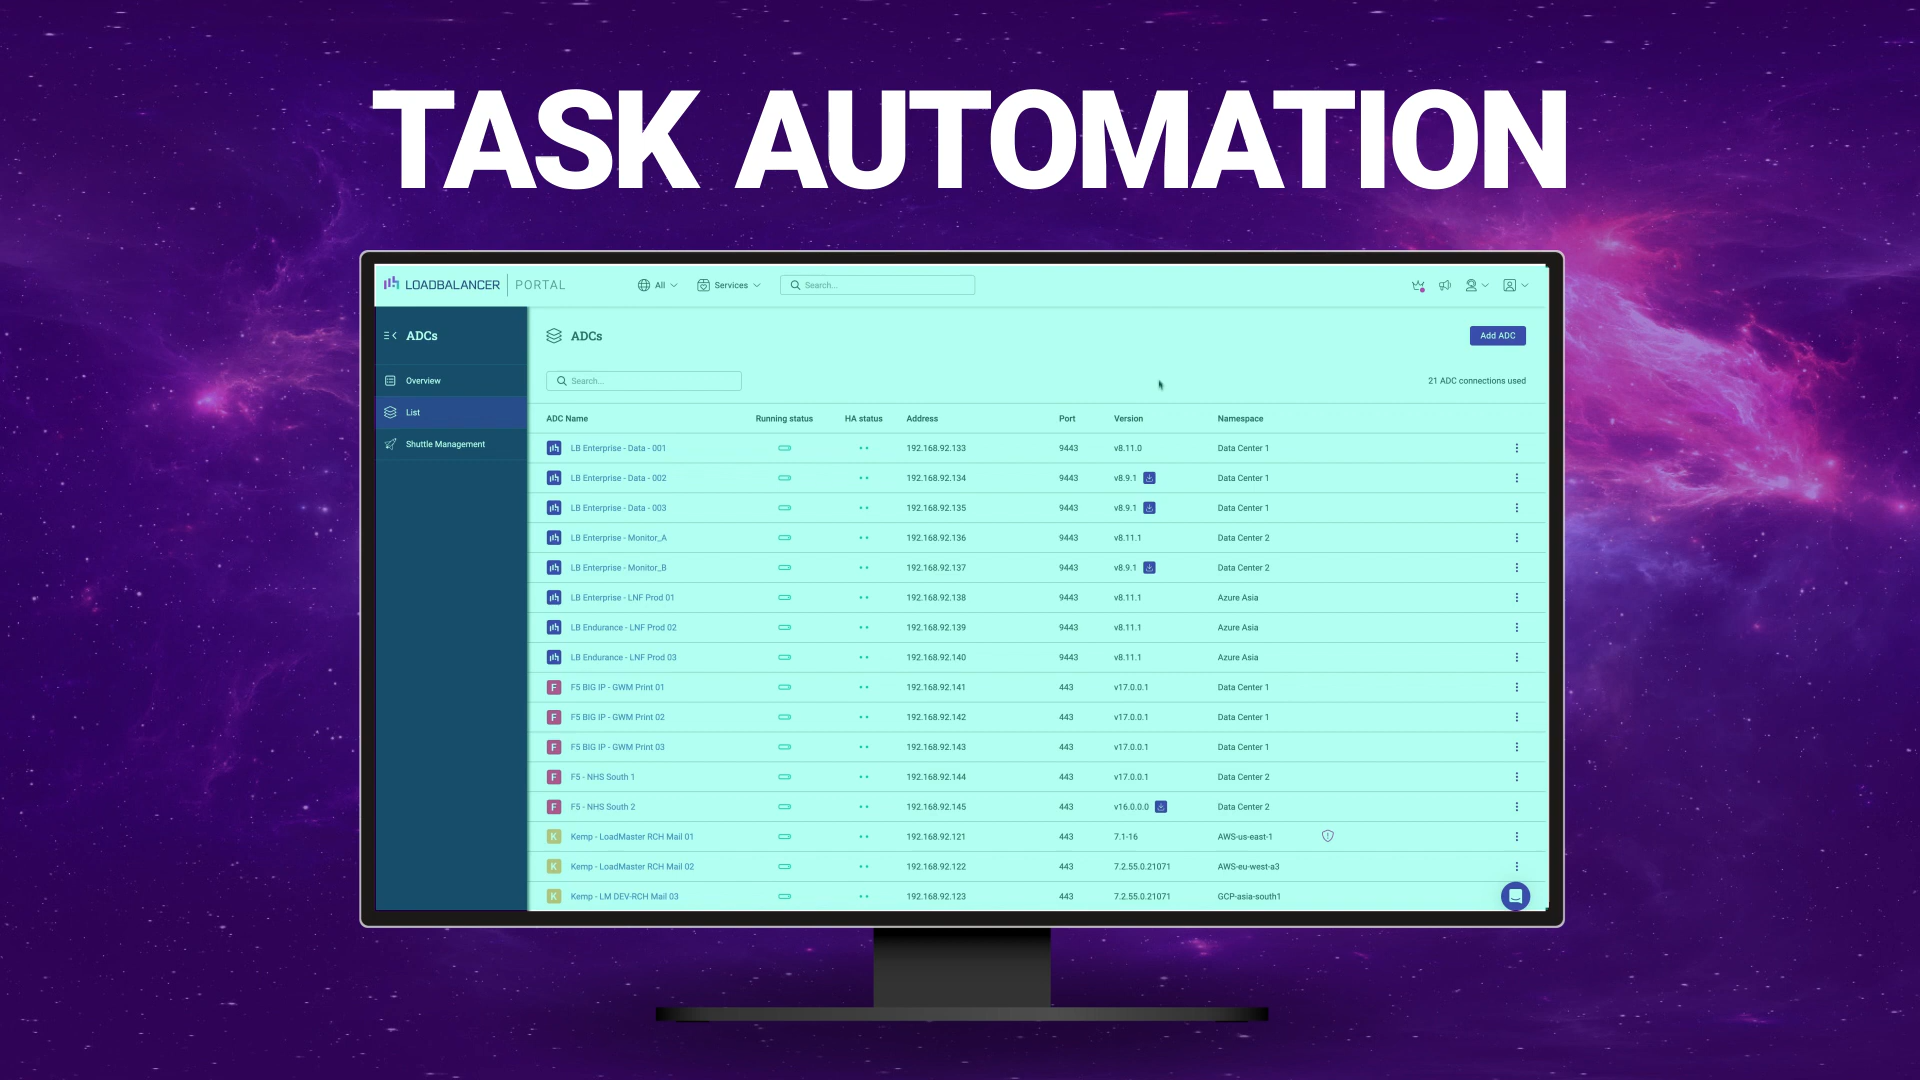 TASK AUTOMATION
LOADBALANCER PORTAL All Services Search...
ADCs
Overview
List
Shuttle Management
ADCs Add ADC
Search... 21 ADC connections used
ADC Name Running status HA status Address Port Version Namespace
LB Enterprise - Data - 001 192.168.92.133 9443 v8.11.0 Data Center 1
LB Enterprise - Data - 002 192.168.92.134 9443 v8.9.1 Data Center 1
LB Enterprise - Data - 003 192.168.92.135 9443 v8.9.1 Data Center 1
LB Enterprise - Monitor_A 192.168.92.136 9443 v8.11.1 Data Center 2
LB Enterprise - Monitor_B 192.168.92.137 9443 v8.9.1 Data Center 2
LB Enterprise - LNF Prod 01 192.168.92.138 9443 v8.11.1 Azure Asia
LB Endurance - LNF Prod 02 192.168.92.139 9443 v8.11.1 Azure Asia
LB Endurance - LNF Prod 03 192.168.92.140 9443 v8.11.1 Azure Asia
F F5 BIG IP - GWM Print 01 192.168.92.141 443 v17.0.0.1 Data Center 1
F F5 BIG IP - GWM Print 02 192.168.92.142 443 v17.0.0.1 Data Center 1
F F5 BIG IP - GWM Print 03 192.168.92.143 443 v17.0.0.1 Data Center 1
F F5 - NHS South 1 192.168.92.144 443 v17.0.0.1 Data Center 2
F F5 - NHS South 2 192.168.92.145 443 v16.0.0.0 Data Center 2
K Kemp - LoadMaster RCH Mail 01 192.168.92.121 443 7.1-16 AWS-us-east-1
K Kemp - LoadMaster RCH Mail 02 192.168.92.122 443 7.2.55.0.21071 AWS-eu-west-a3
K Kemp - LM DEV-RCH Mail 03 192.168.92.123 443 7.2.55.0.21071 GCP-asia-south1